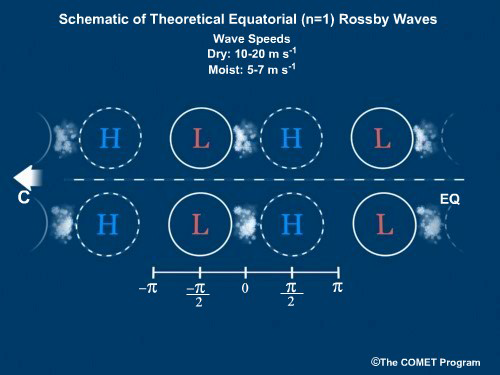 Schematic of Theoretical Equatorial (n=1) Rossby Waves
Wave Speeds
Dry: 10-20 m s⁻¹
Moist: 5-7 m s⁻¹
H L H L
C EQ
H L H L
-π -π/2 0 π/2 π
©The COMET Program